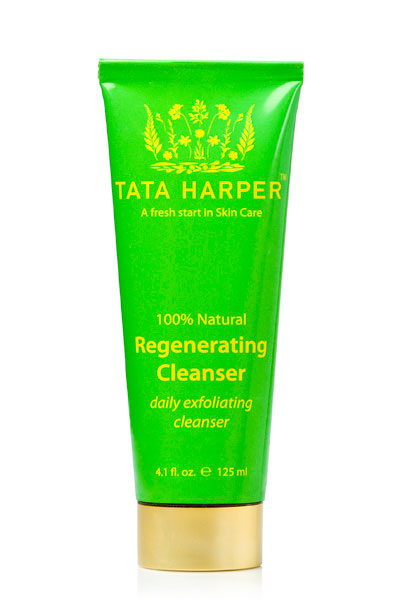 TATA HARPER™
A fresh start in Skin Care
100% Natural
Regenerating
Cleanser
daily exfoliating
cleanser
4.1 fl. oz. ℮ 125 ml